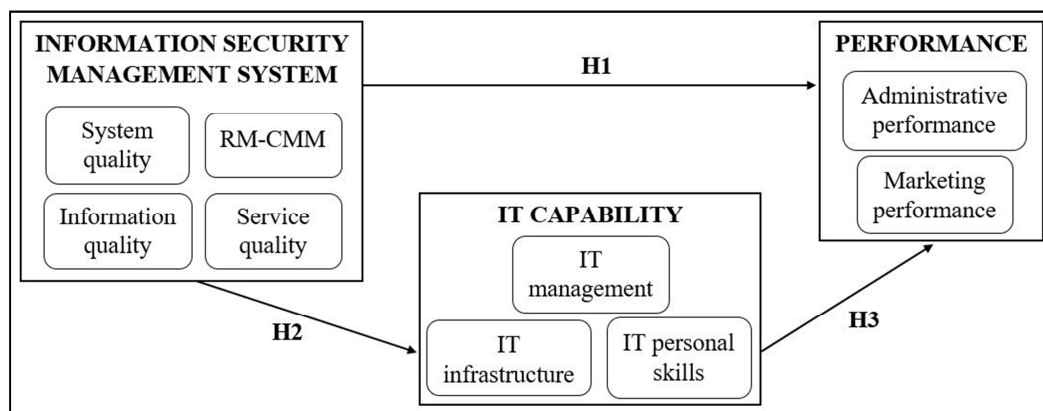 INFORMATION SECURITY
MANAGEMENT SYSTEM
System
quality
RM-CMM
Information
quality
Service
quality
H1
PERFORMANCE
Administrative
performance
Marketing
performance
H2
IT CAPABILITY
IT
management
IT
infrastructure
IT personal
skills
H3